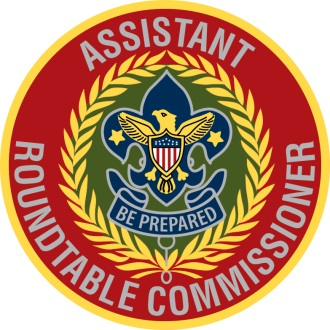 ASSISTANT
BE PREPARED
ROUNDTABLE COMMISSIONER